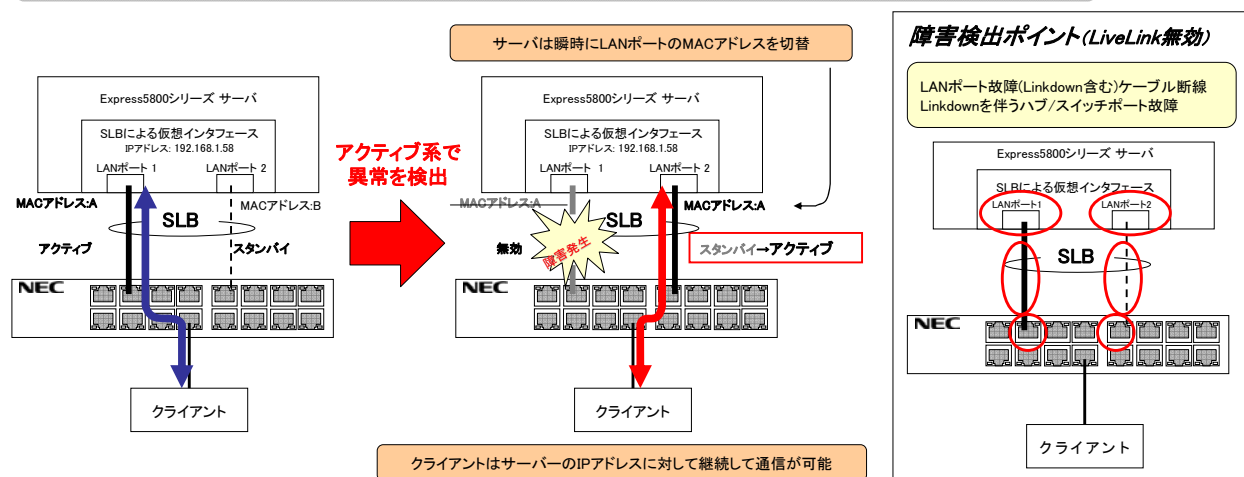 サーバは瞬時にLANポートのMACアドレスを切替
Express5800シリーズ サーバ
SLBによる仮想インタフェース
IPアドレス: 192.168.1.58
LANポート 1
LANポート 2
MACアドレス:A
MACアドレス:B
SLB
アクティブ
スタンバイ
NEC
クライアント
アクティブ系で
異常を検出
Express5800シリーズ サーバ
SLBによる仮想インタフェース
IPアドレス: 192.168.1.58
LANポート 1
LANポート 2
MACアドレス:A
MACアドレス:A
SLB
無効
障害発生
スタンバイ→アクティブ
NEC
クライアント
クライアントはサーバーのIPアドレスに対して継続して通信が可能
障害検出ポイント(LiveLink無効)
LANポート故障(Linkdown含む)ケーブル断線
Linkdownを伴うハブ/スイッチポート故障
Express5800シリーズ サーバ
SLBによる仮想インタフェース
LANポート1
LANポート2
SLB
NEC
クライアント